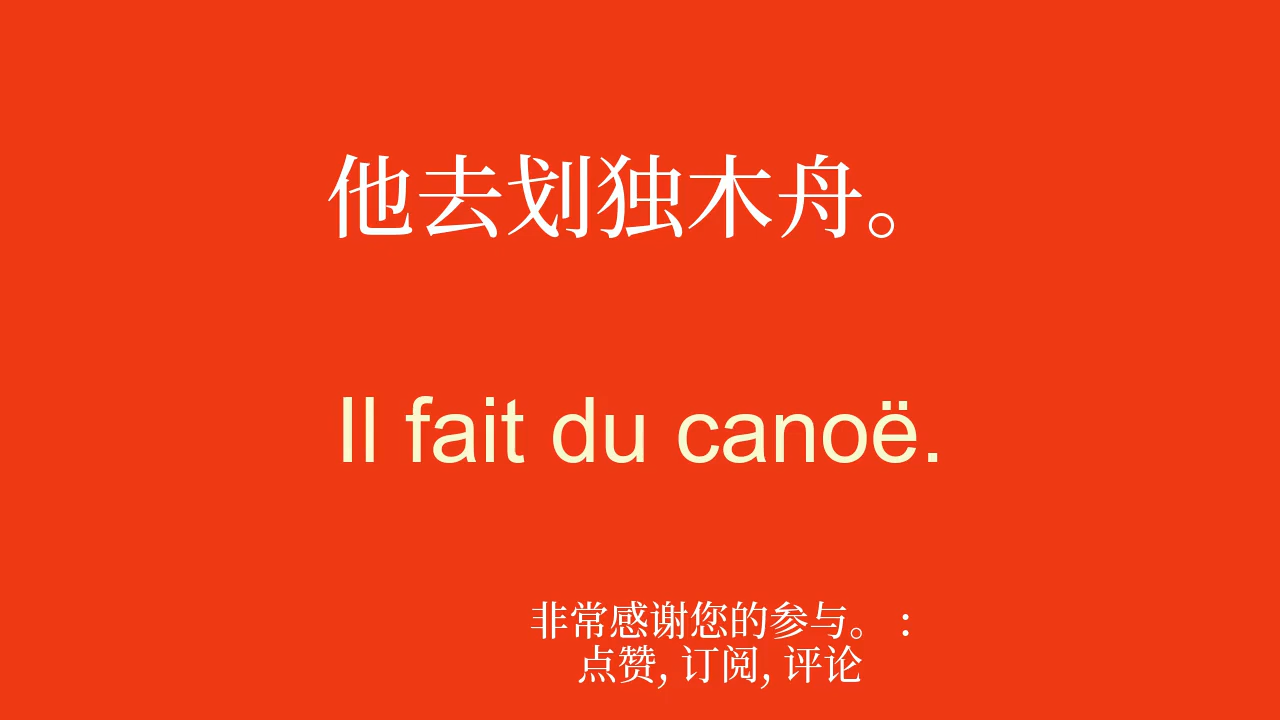 他去划独木舟。
Il fait du canoë.
非常感谢您的参与。 :
点赞, 订阅, 评论